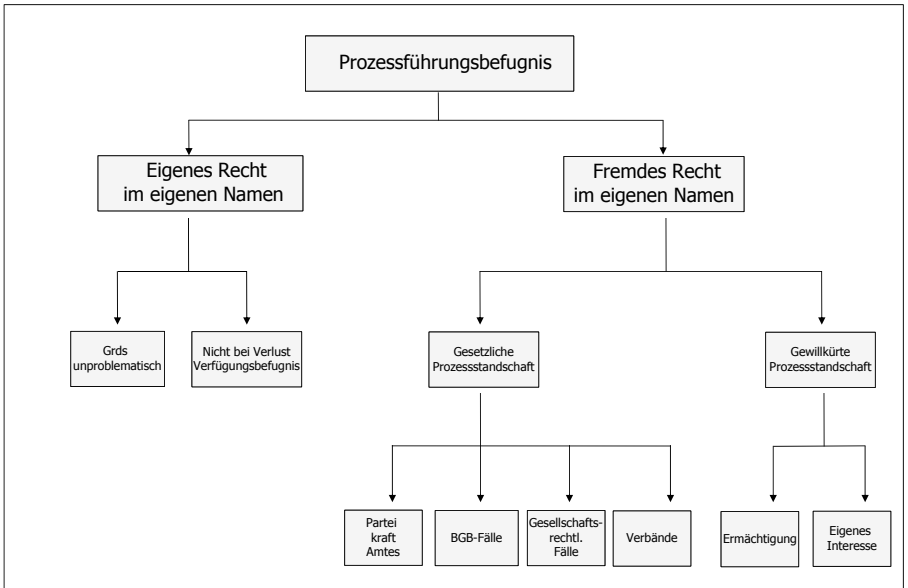 Prozessführungsbefugnis
Eigenes Recht
im eigenen Namen
Fremdes Recht
im eigenen Namen
Grds
unproblematisch
Nicht bei Verlust
Verfügungsbefugnis
Gesetzliche
Prozessstandschaft
Gewillkürte
Prozessstandschaft
Partei
kraft
Amtes
BGB-Fälle
Gesellschafts-
rechtl.
Fälle
Verbände
Ermächtigung
Eigenes
Interesse